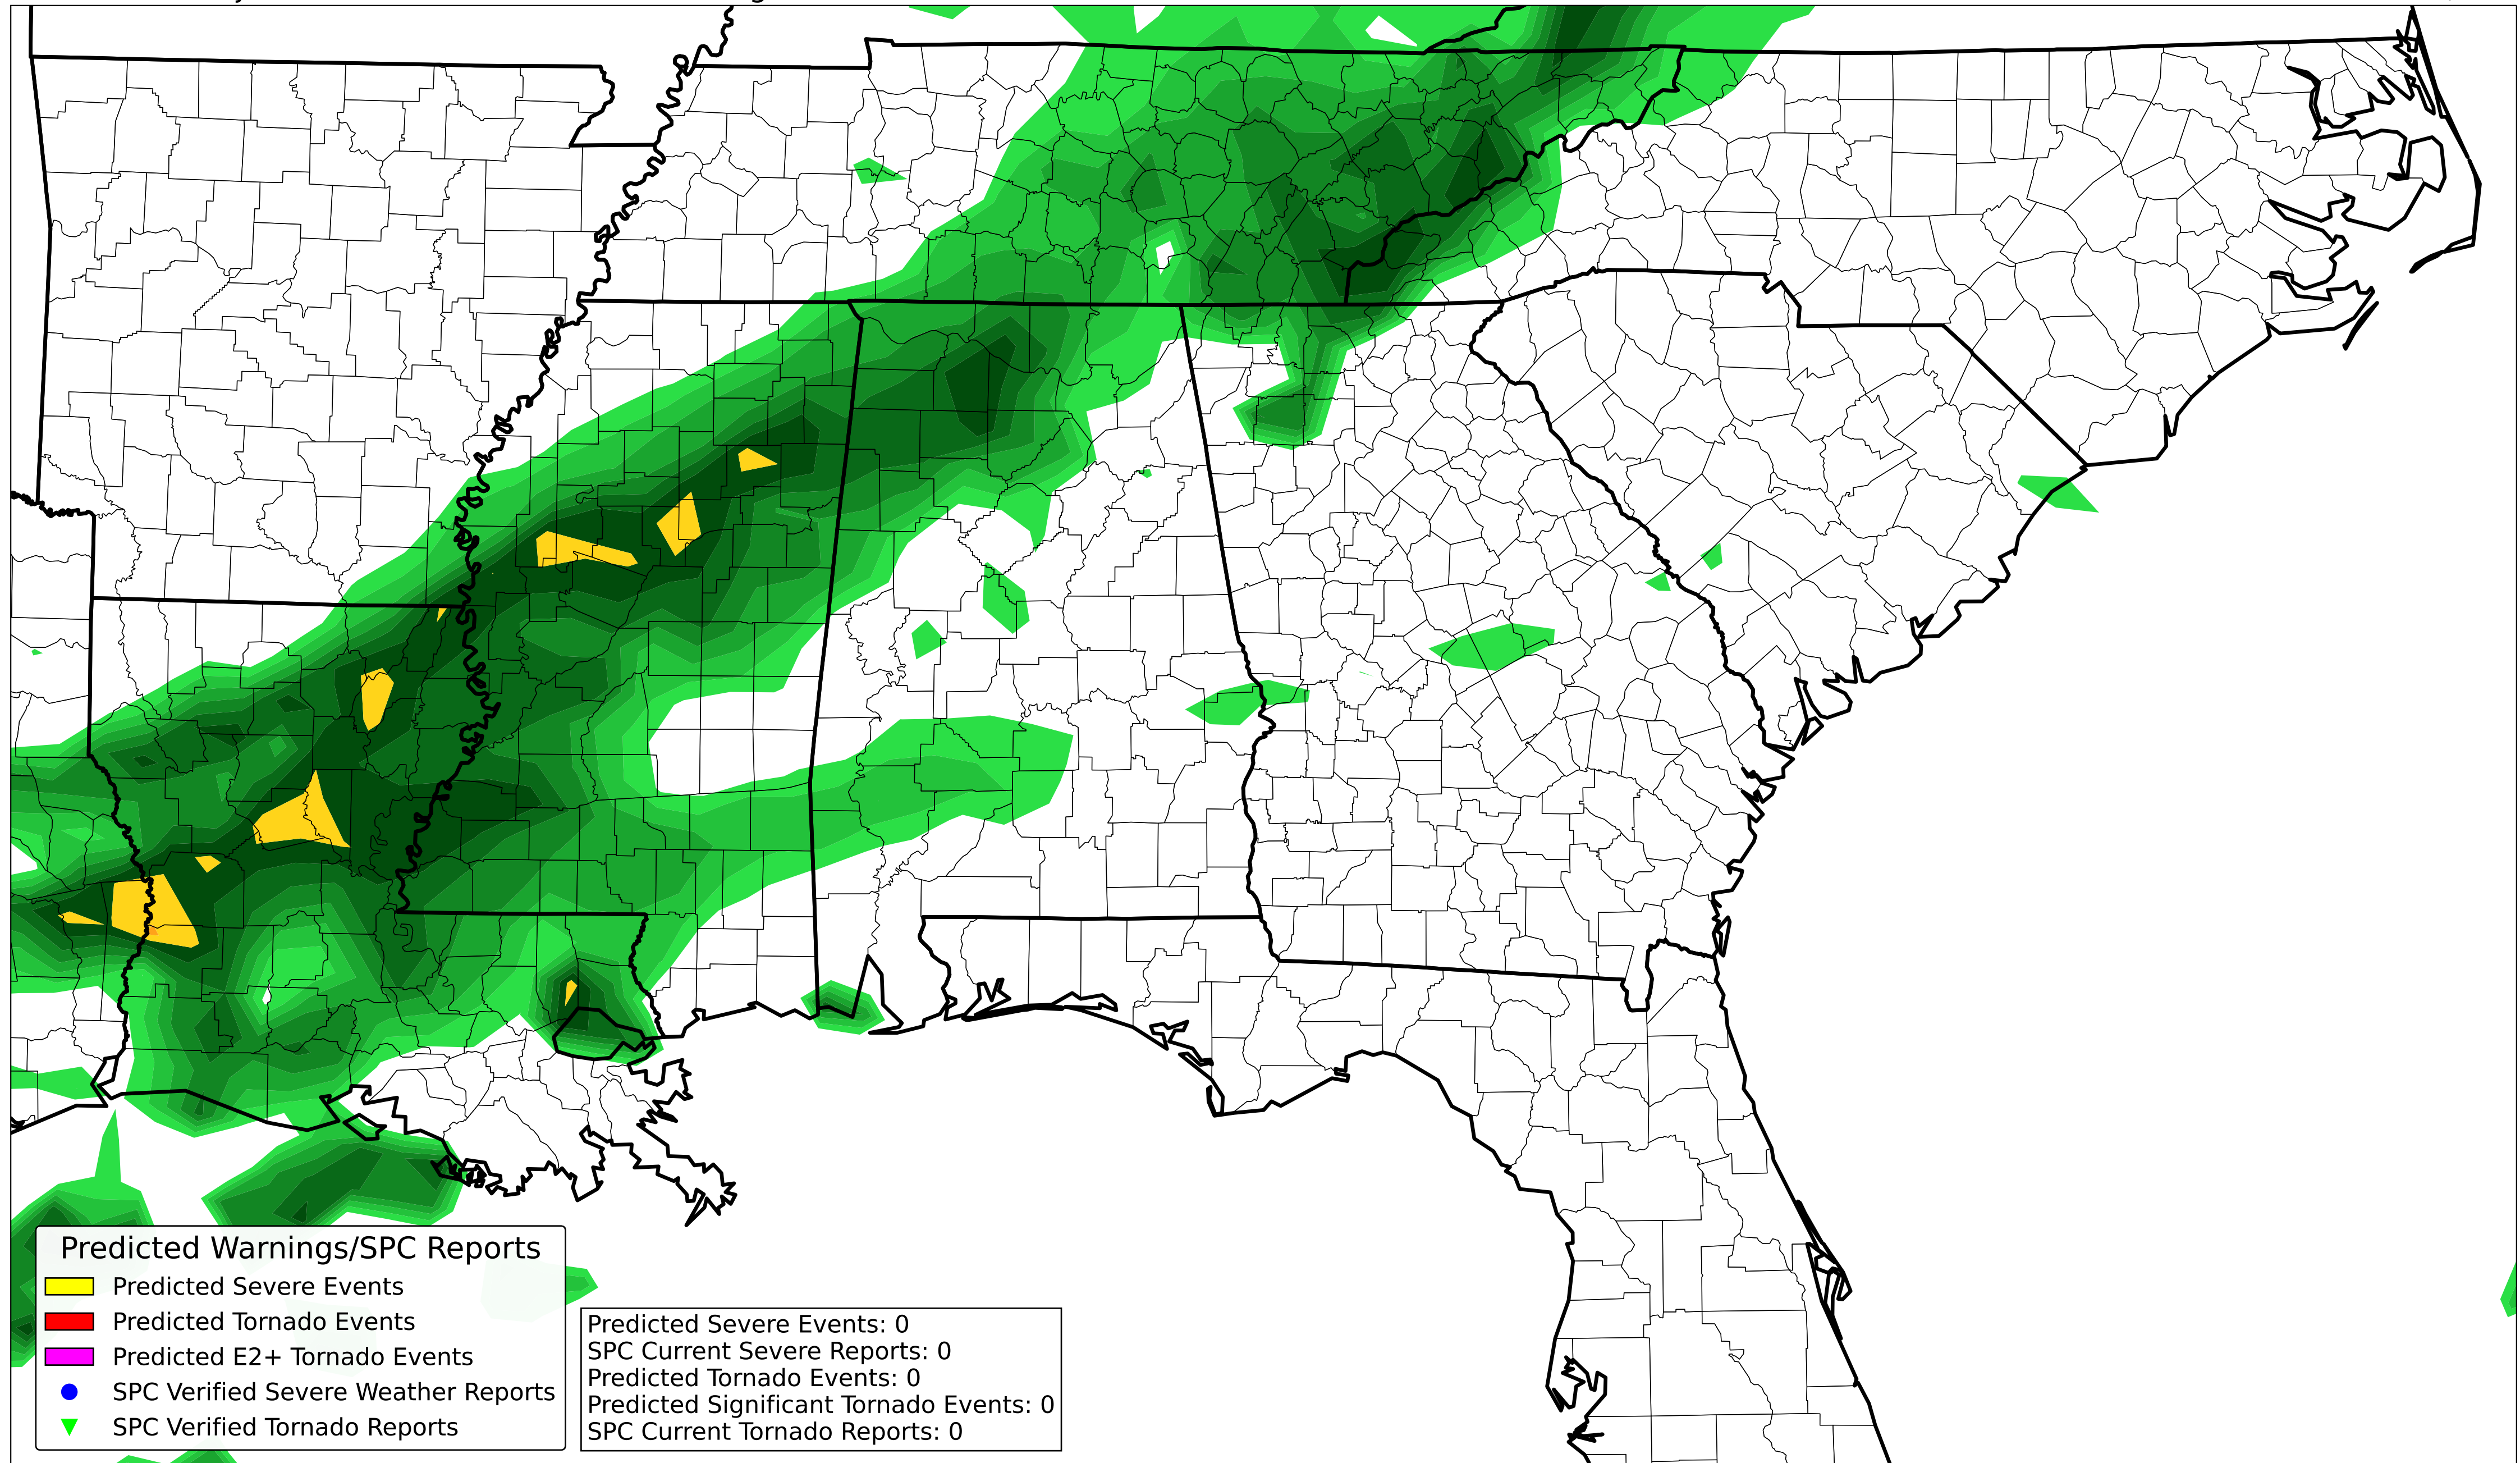 Predicted Warnings/SPC Reports
Predicted Severe Events
Predicted Tornado Events
Predicted E2+ Tornado Events
SPC Verified Severe Weather Reports
SPC Verified Tornado Reports
Predicted Severe Events: 0
SPC Current Severe Reports: 0
Predicted Tornado Events: 0
Predicted Significant Tornado Events: 0
SPC Current Tornado Reports: 0